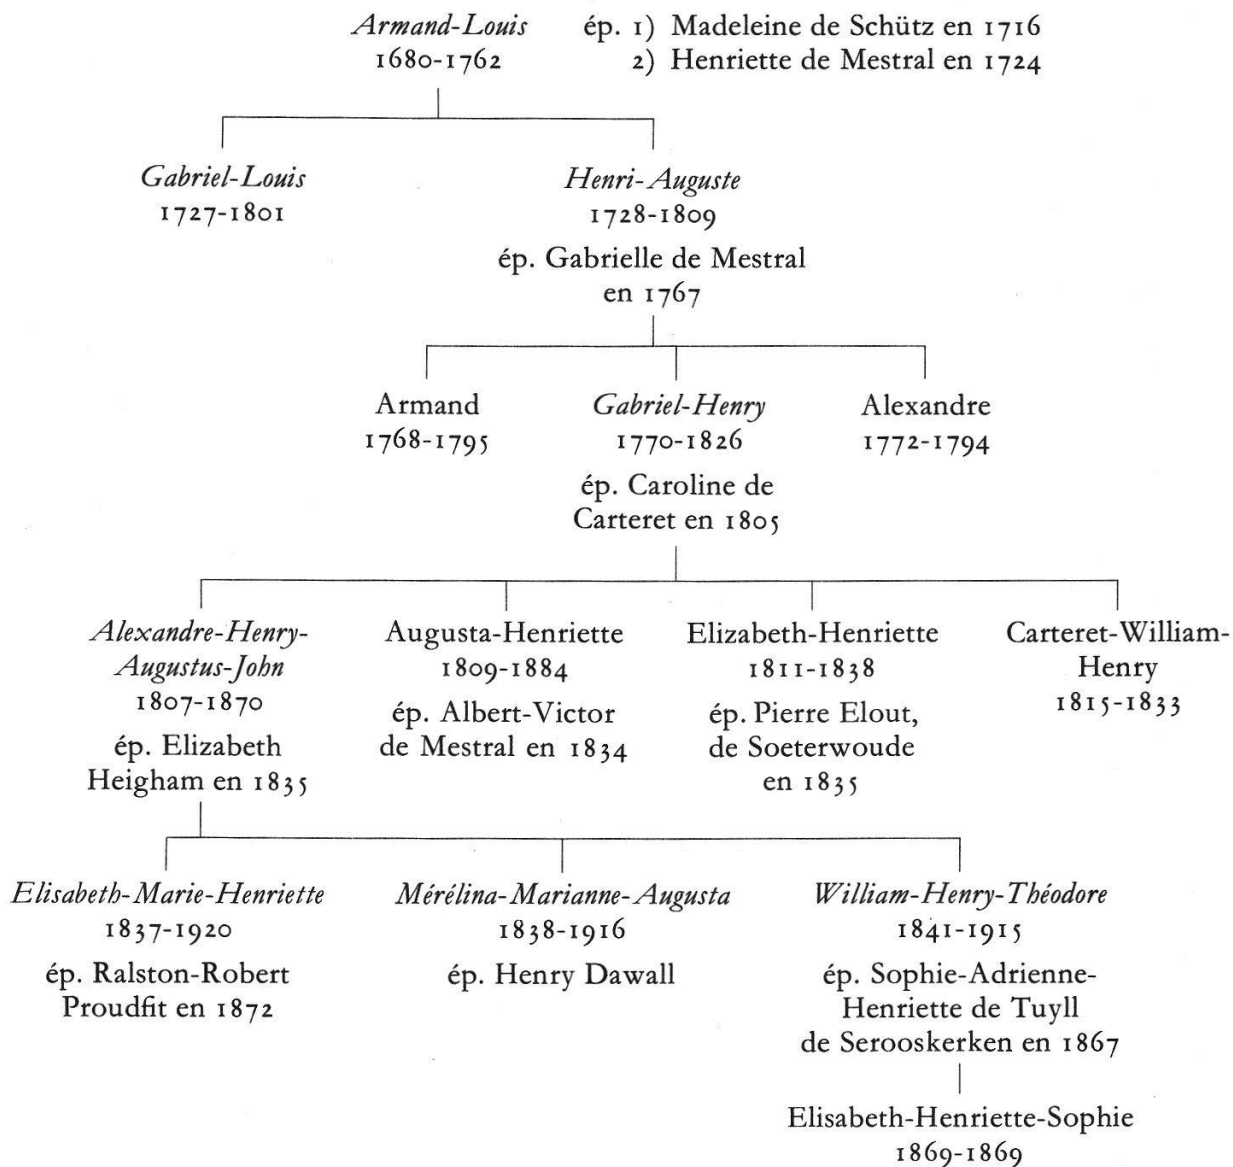 Armand-Louis ép. 1) Madeleine de Schütz en 1716
1680-1762 2) Henriette de Mestral en 1724
Gabriel-Louis
1727-1801
Henri-Auguste
1728-1809
ép. Gabrielle de Mestral
en 1767
Armand
1768-1795
Gabriel-Henry
1770-1826
ép. Caroline de
Carteret en 1805
Alexandre
1772-1794
Alexandre-Henry-
Augustus-John
1807-1870
ép. Elizabeth
Heigham en 1835
Augusta-Henriette
1809-1884
ép. Albert-Victor
de Mestral en 1834
Elizabeth-Henriette
1811-1838
ép. Pierre Elout,
de Soeterwoude
en 1835
Carteret-William-
Henry
1815-1833
Elisabeth-Marie-Henriette
1837-1920
ép. Ralston-Robert
Proudfit en 1872
Mérélina-Marianne-Augusta
1838-1916
ép. Henry Dawall
William-Henry-Théodore
1841-1915
ép. Sophie-Adrienne-
Henriette de Tuyll
de Serooskerken en 1867
Elisabeth-Henriette-Sophie
1869-1869